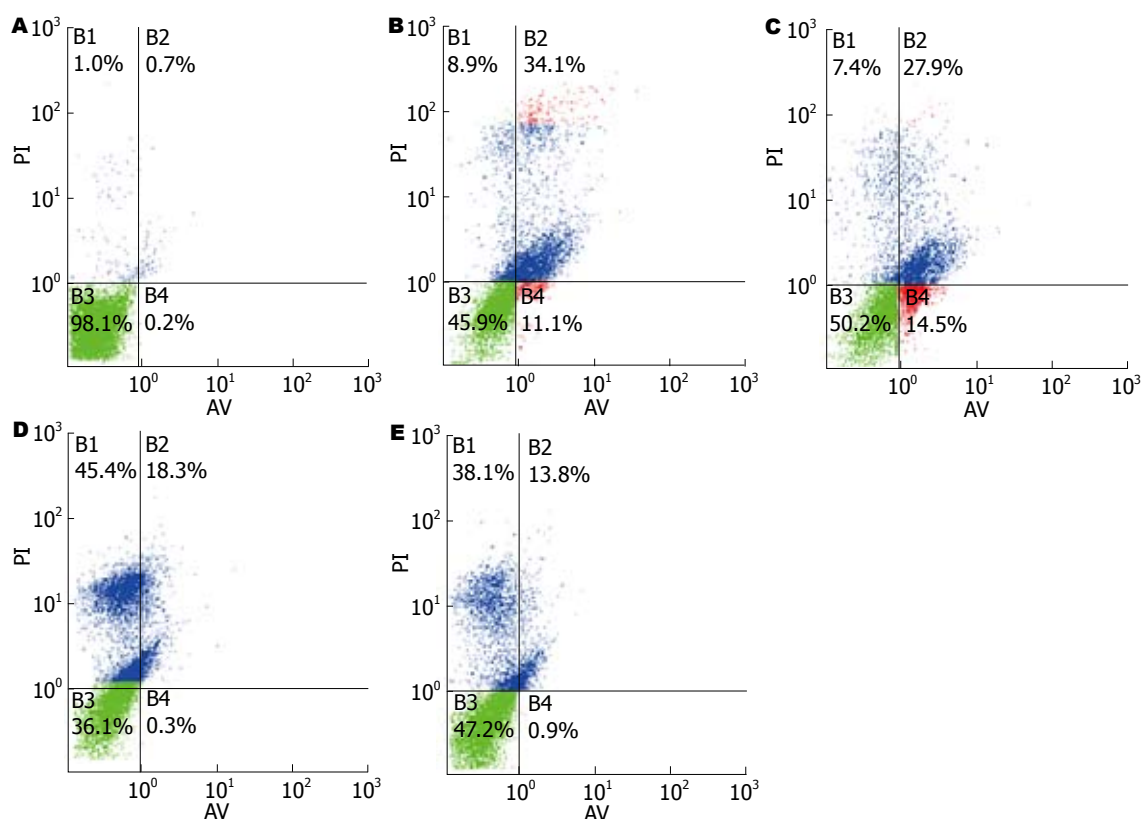 A
10³
B1
1.0%
B2
0.7%
10²
PI
10¹
10⁰
B3
98.1%
B4
0.2%
10⁰ 10¹ 10² 10³
AV
B
10³
B1
8.9%
B2
34.1%
10²
PI
10¹
10⁰
B3
45.9%
B4
11.1%
10⁰ 10¹ 10² 10³
AV
C
10³
B1
7.4%
B2
27.9%
10²
PI
10¹
10⁰
B3
50.2%
B4
14.5%
10⁰ 10¹ 10² 10³
AV
D
10³
B1
45.4%
B2
18.3%
10²
PI
10¹
10⁰
B3
36.1%
B4
0.3%
10⁰ 10¹ 10² 10³
AV
E
10³
B1
38.1%
B2
13.8%
10²
PI
10¹
10⁰
B3
47.2%
B4
0.9%
10⁰ 10¹ 10² 10³
AV